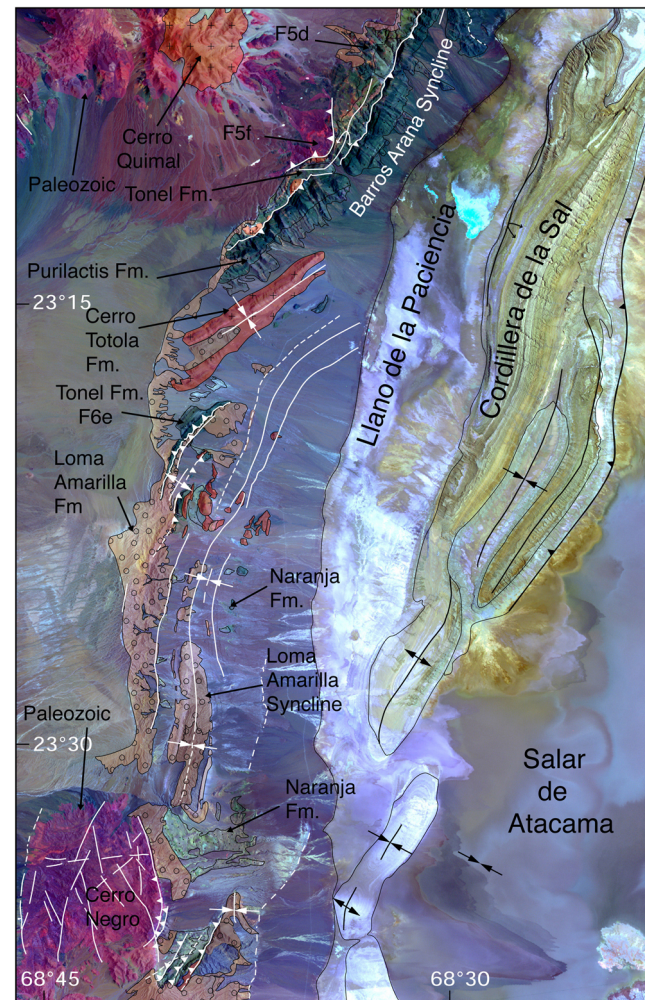 F5d
Barros Arana Syncline
Cerro
Quimal
F5f
Paleozoic
Tonel Fm.
Purilactis Fm.
23°15
Cerro
Totola
Fm.
Llano de la Paciencia
Cordillera de la Sal
Tonel Fm.
F6e
Loma
Amarilla
Fm
Naranja
Fm.
Loma
Amarilla
Syncline
Paleozoic
23°30
Salar
de
Atacama
Naranja
Fm.
Cerro
Negro
68°45
68°30